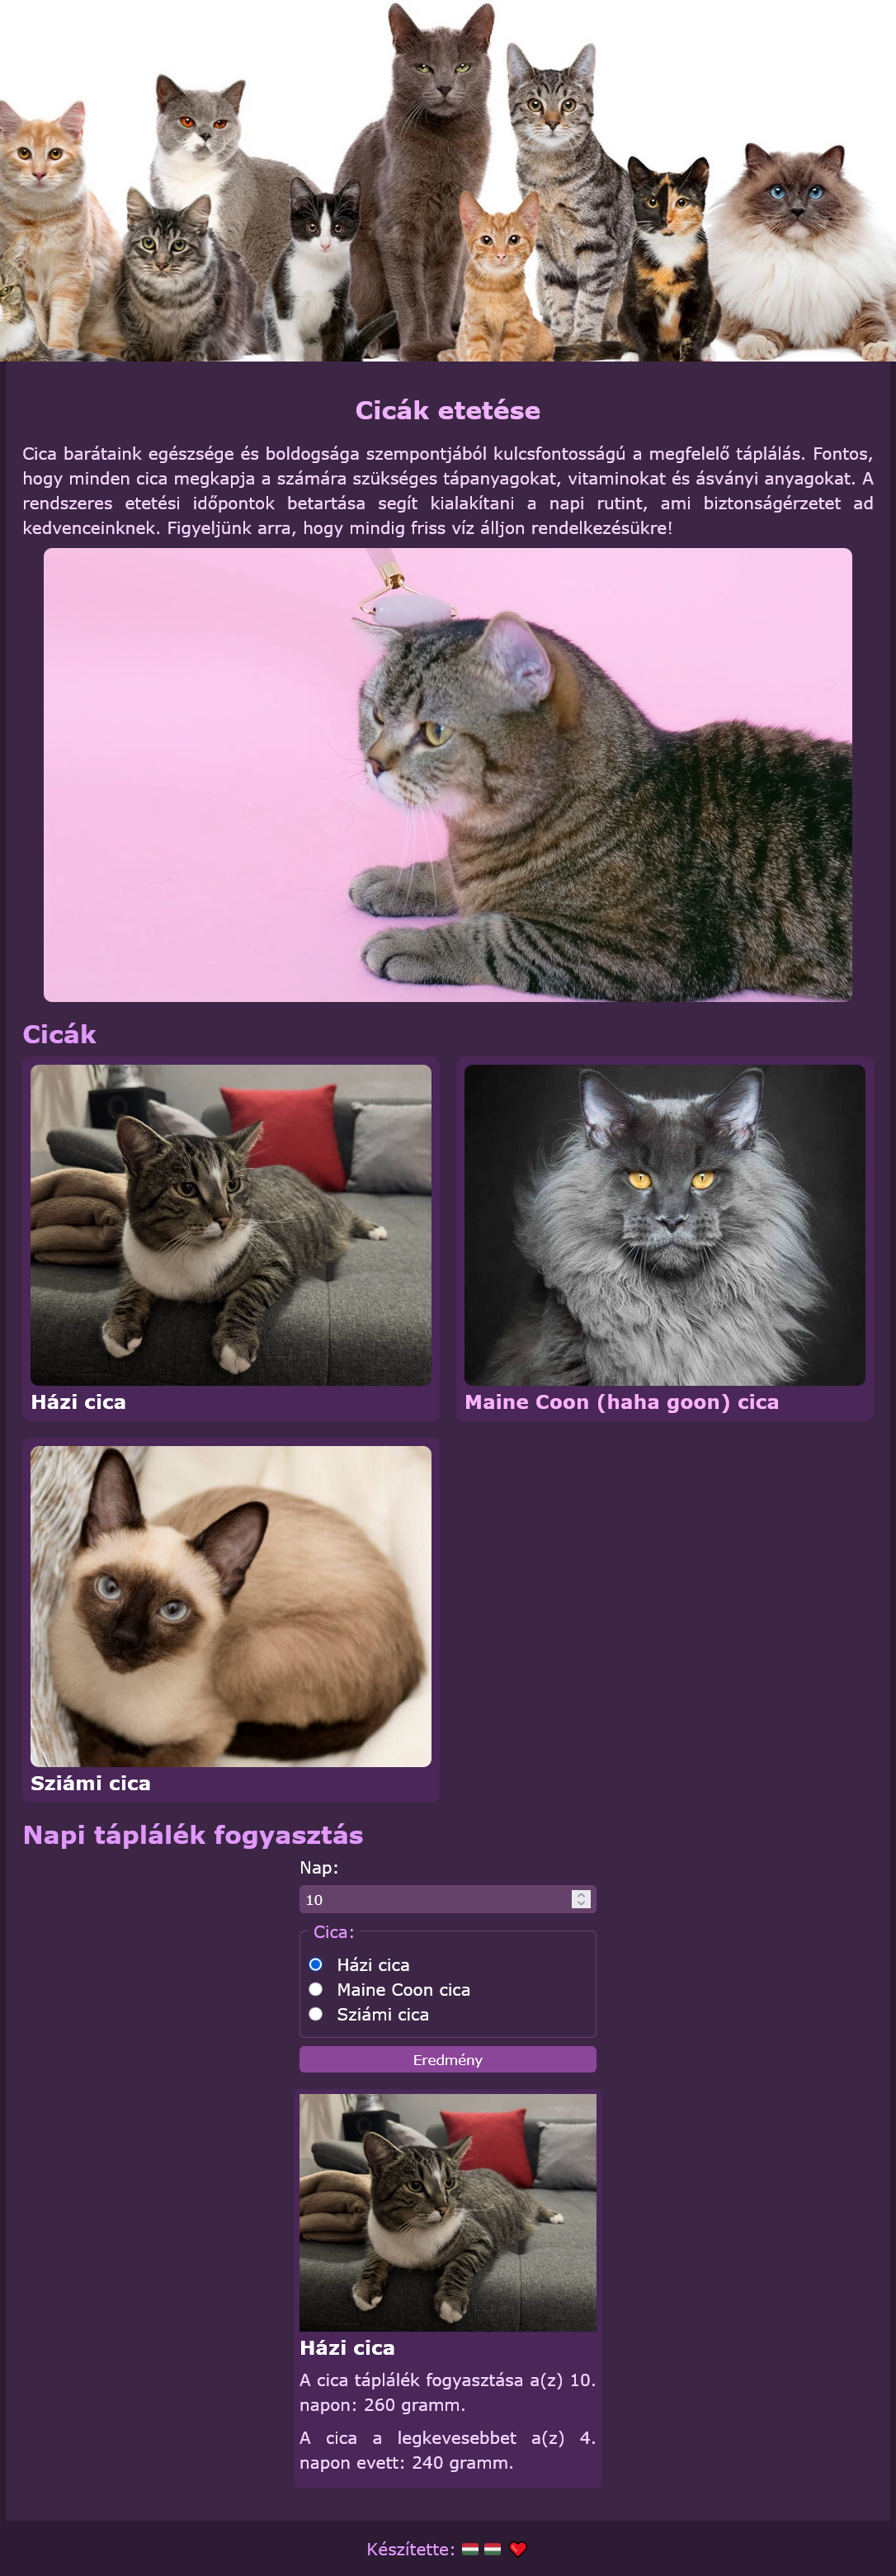 Cicák etetése
Cica barátaink egészsége és boldogsága szempontjából kulcsfontosságú a megfelelő táplálás. Fontos,
hogy minden cica megkapja a számára szükséges tápanyagokat, vitaminokat és ásványi anyagokat. A
rendszeres etetési időpontok betartása segít kialakítani a napi rutint, ami biztonságérzetet ad
kedvenceinknek. Figyeljünk arra, hogy mindig friss víz álljon rendelkezésükre!
Cicák
Házi cica
Maine Coon (haha goon) cica
Sziámi cica
Napi táplálék fogyasztás
Nap:
10
Cica:
Házi cica
Maine Coon cica
Sziámi cica
Eredmény
Házi cica
A cica táplálék fogyasztása a(z) 10.
napon: 260 gramm.
A cica a legkevesebbet a(z) 4.
napon evett: 240 gramm.
Készítette: 🇭🇺 🇭🇺 ❤️